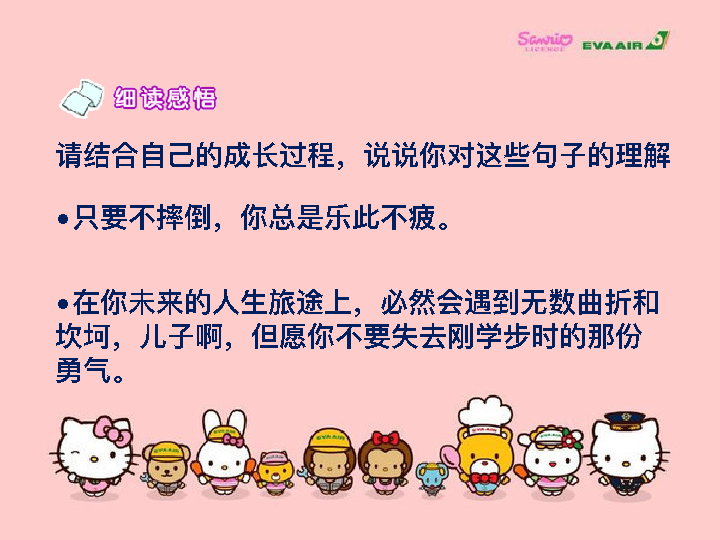 Sanrio
LICENCE
EVA AIR
细读感悟
请结合自己的成长过程，说说你对这些句子的理解
•只要不摔倒，你总是乐此不疲。
•在你未来的人生旅途上，必然会遇到无数曲折和
坎坷，儿子啊，但愿你不要失去刚学步时的那份
勇气。
EVA AIR
EVA AIR
EVA AIR
EVA AIR